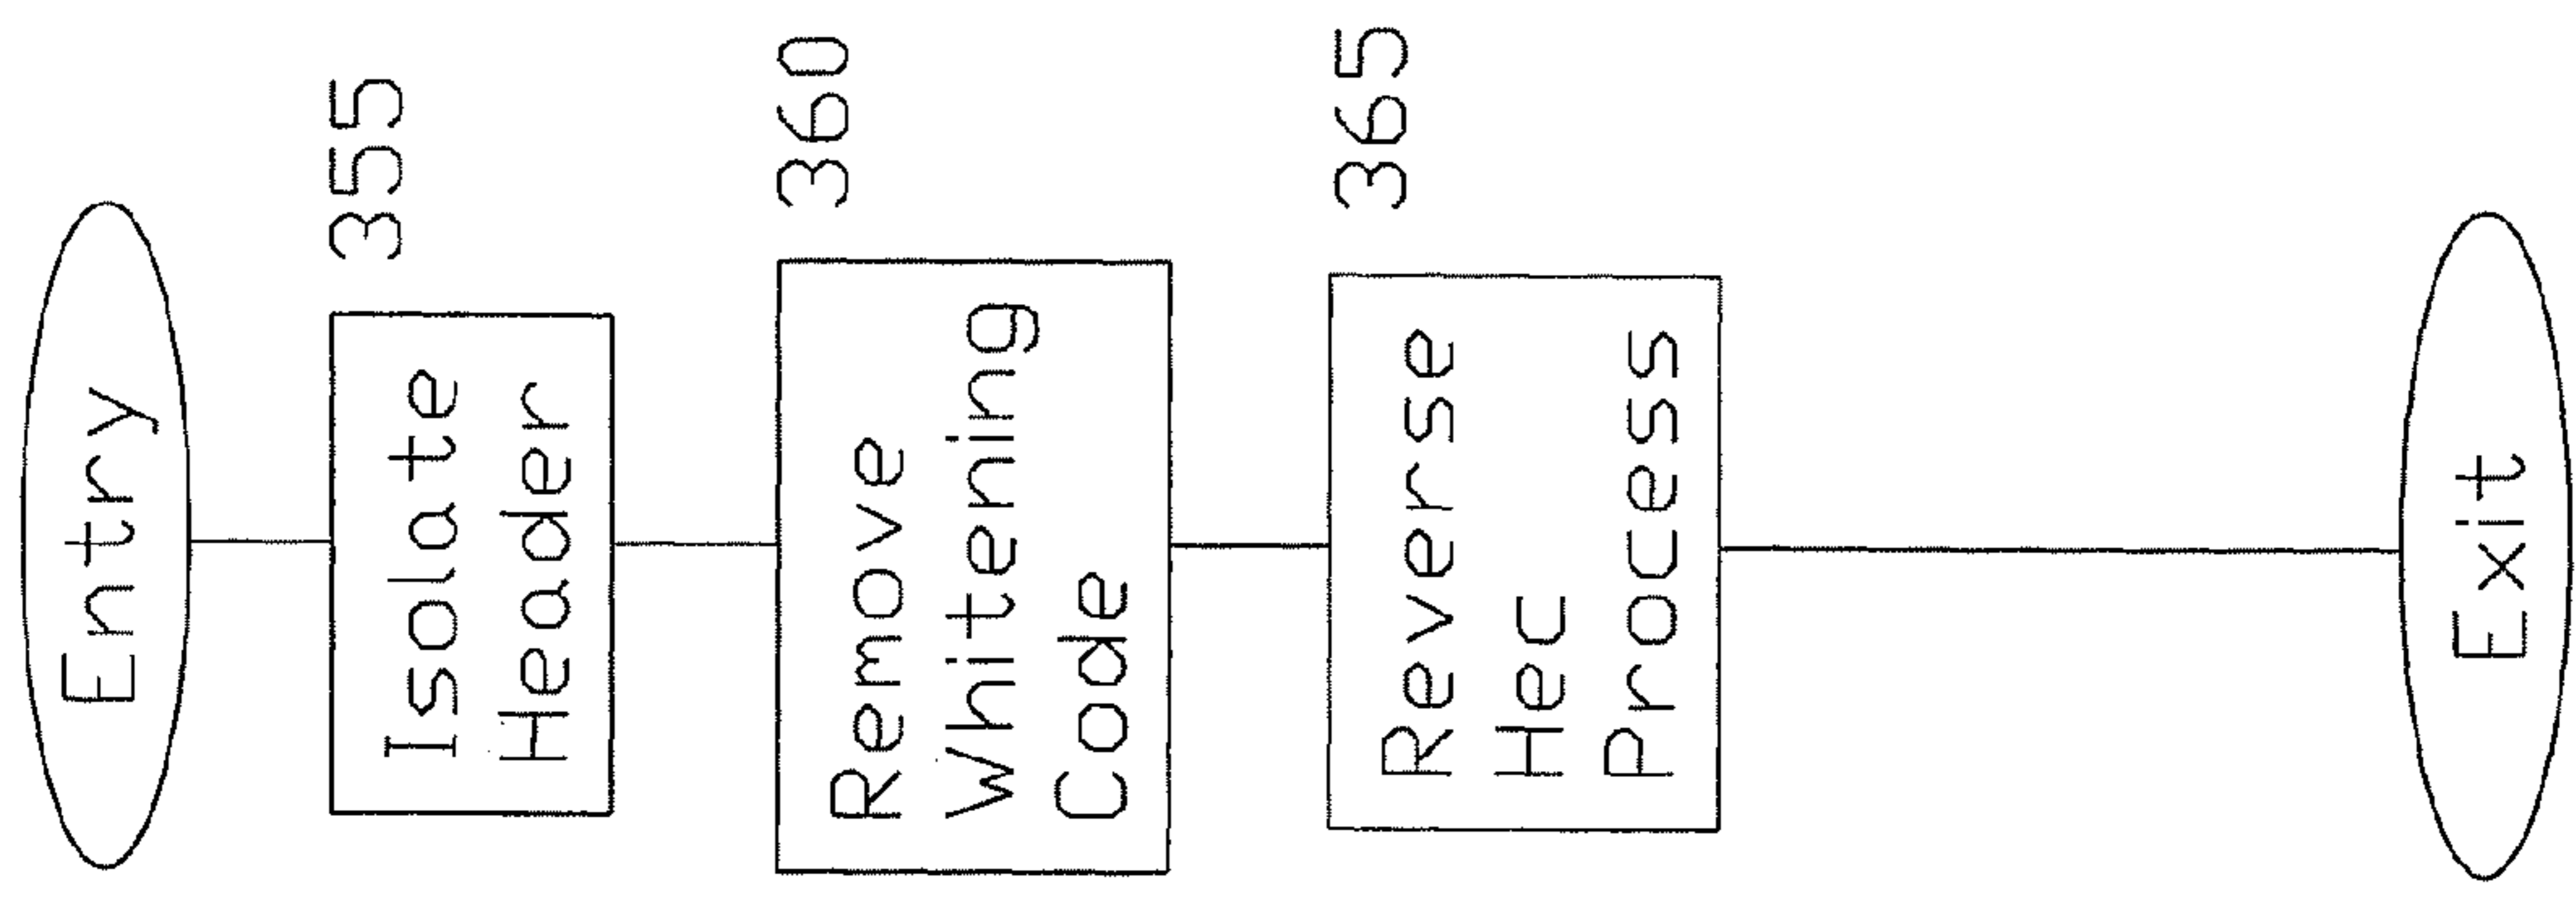 Entry
355
Isolate
Header
360
Remove
Whitening
Code
365
Reverse
Hec
Process
Exit